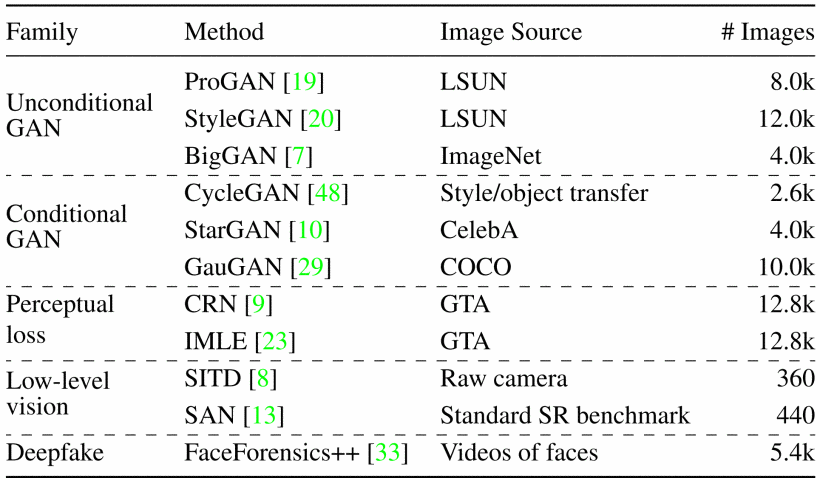 Family Method Image Source # Images
Unconditional GAN ProGAN [19] LSUN 8.0k
StyleGAN [20] LSUN 12.0k
BigGAN [7] ImageNet 4.0k
Conditional GAN CycleGAN [48] Style/object transfer 2.6k
StarGAN [10] CelebA 4.0k
GauGAN [29] COCO 10.0k
Perceptual loss CRN [9] GTA 12.8k
IMLE [23] GTA 12.8k
Low-level vision SITD [8] Raw camera 360
SAN [13] Standard SR benchmark 440
Deepfake FaceForensics++ [33] Videos of faces 5.4k